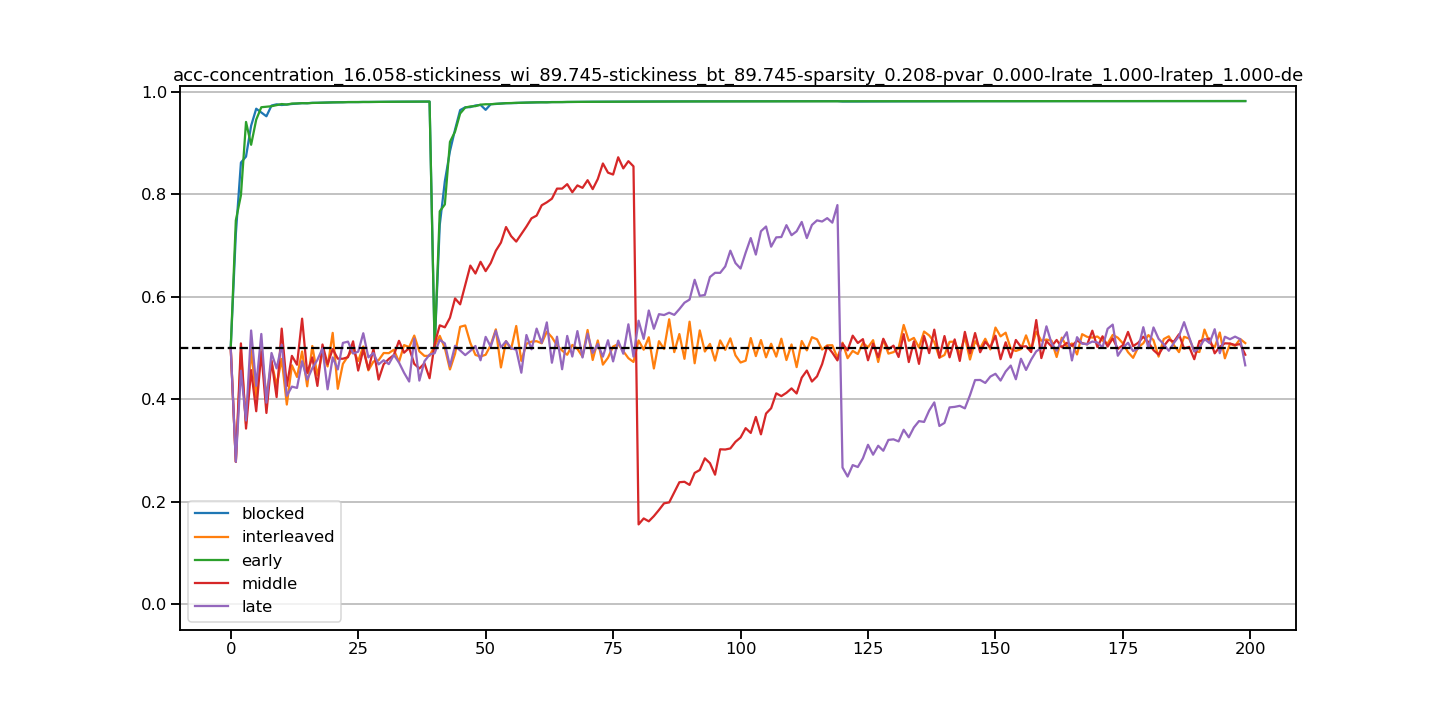 acc-concentration_16.058-stickiness_wi_89.745-stickiness_bt_89.745-sparsity_0.208-pvar_0.000-lrate_1.000-lratep_1.000-de
1.0
0.8
0.6
0.4
0.2
0.0
blocked
interleaved
early
middle
late
0 25 50 75 100 125 150 175 200